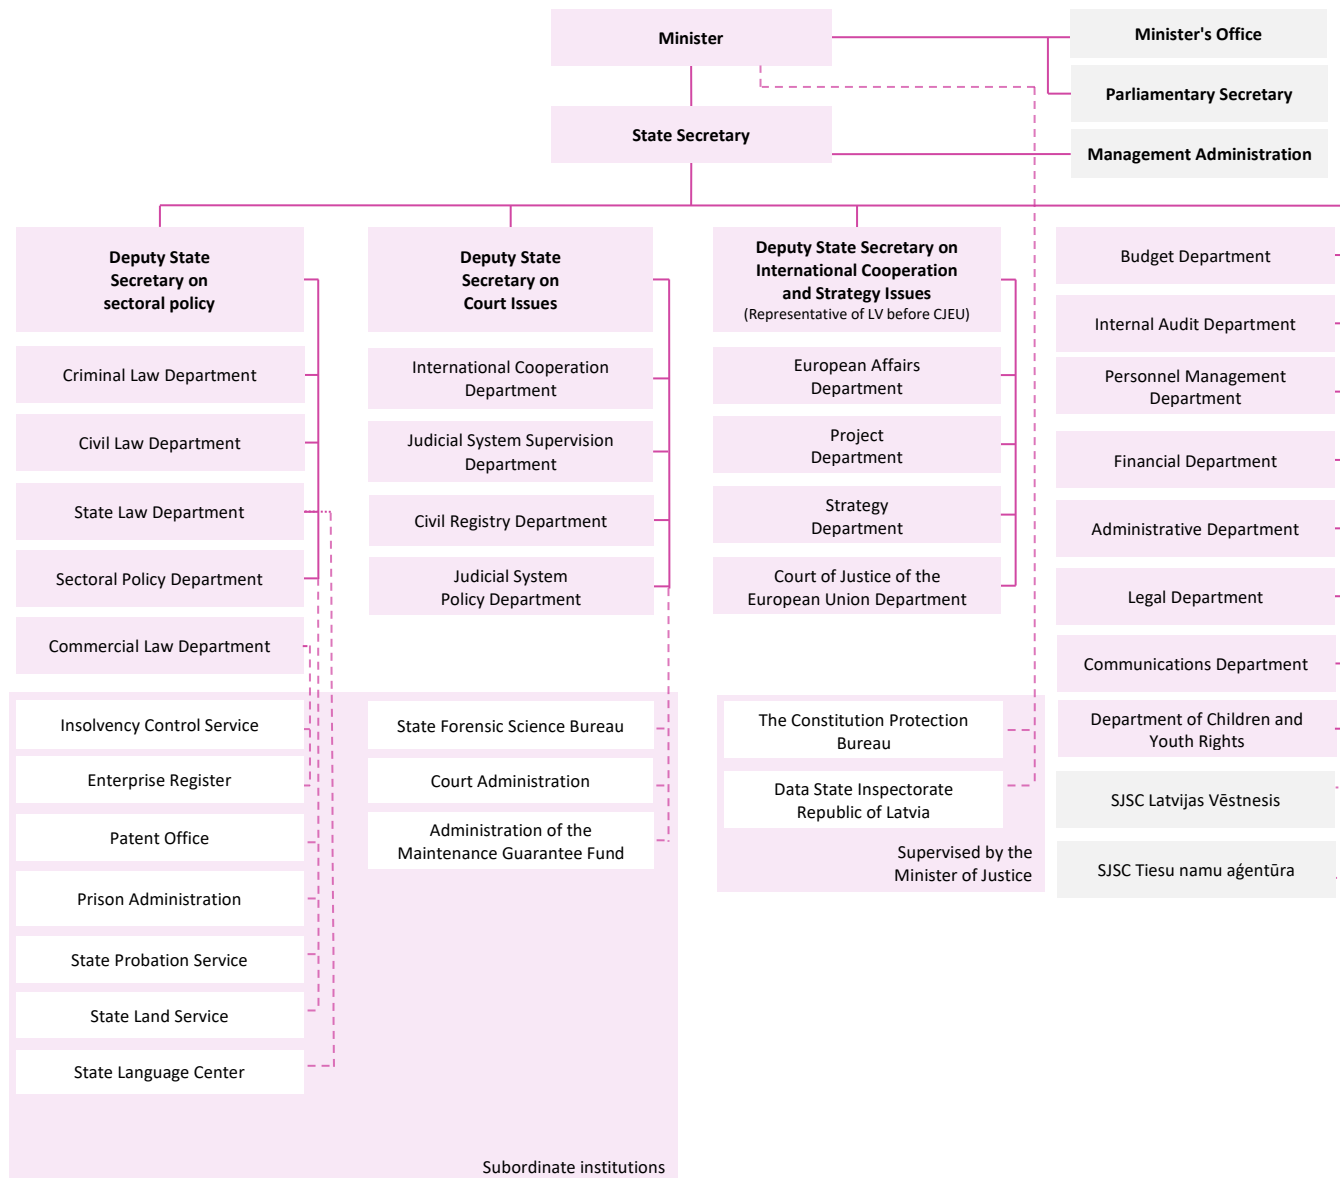 Minister
Minister's Office
Parliamentary Secretary
State Secretary
Management Administration
Deputy State
Secretary on
sectoral policy
Criminal Law Department
Civil Law Department
State Law Department
Sectoral Policy Department
Commercial Law Department
Insolvency Control Service
Enterprise Register
Patent Office
Prison Administration
State Probation Service
State Land Service
State Language Center
Deputy State
Secretary on
Court Issues
International Cooperation
Department
Judicial System Supervision
Department
Civil Registry Department
Judicial System
Policy Department
State Forensic Science Bureau
Court Administration
Administration of the
Maintenance Guarantee Fund
Subordinate institutions
Deputy State Secretary on
International Cooperation
and Strategy Issues
(Representative of LV before CJEU)
European Affairs
Department
Project
Department
Strategy
Department
Court of Justice of the
European Union Department
The Constitution Protection
Bureau
Data State Inspectorate
Republic of Latvia
Supervised by the
Minister of Justice
Budget Department
Internal Audit Department
Personnel Management
Department
Financial Department
Administrative Department
Legal Department
Communications Department
Department of Children and
Youth Rights
SJSC Latvijas Vēstnesis
SJSC Tiesu namu aģentūra